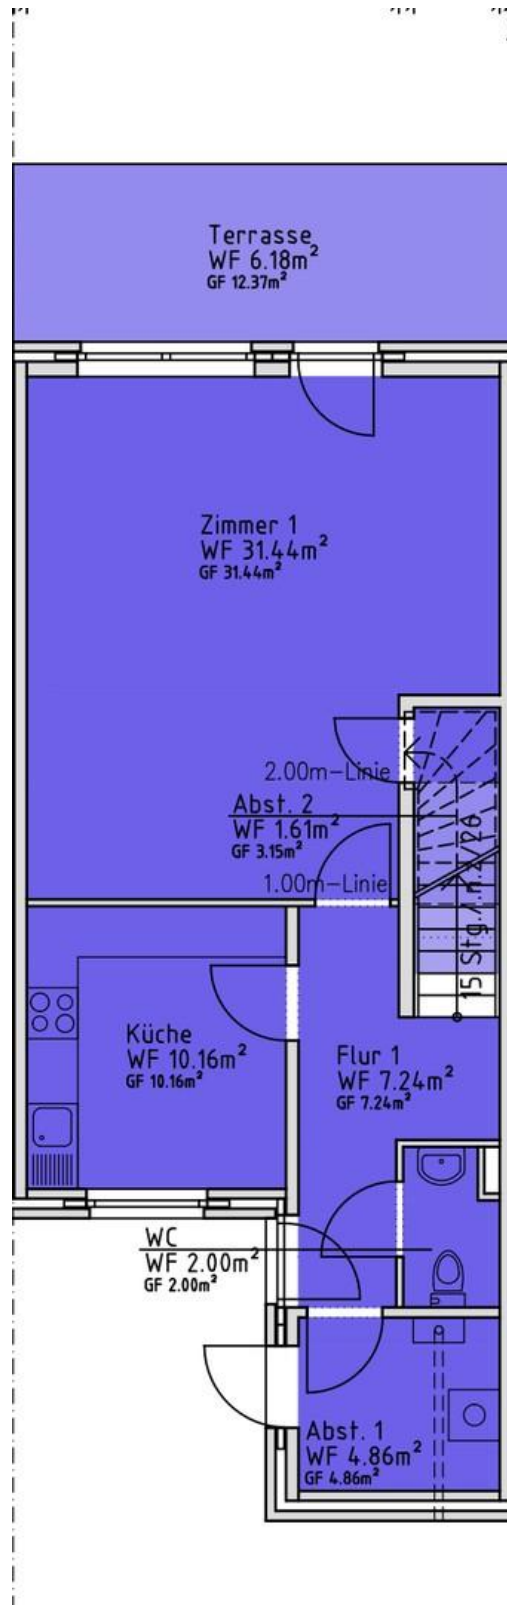 Terrasse
WF 6.18m²
GF 12.37m²
Zimmer 1
WF 31.44m²
GF 31.44m²
2.00m-Linie
Abst. 2
WF 1.61m²
GF 3.15m²
1.00m-Linie
15 Stg./n.2/26
Küche
WF 10.16m²
GF 10.16m²
Flur 1
WF 7.24m²
GF 7.24m²
WC
WF 2.00m²
GF 2.00m²
Abst. 1
WF 4.86m²
GF 4.86m²